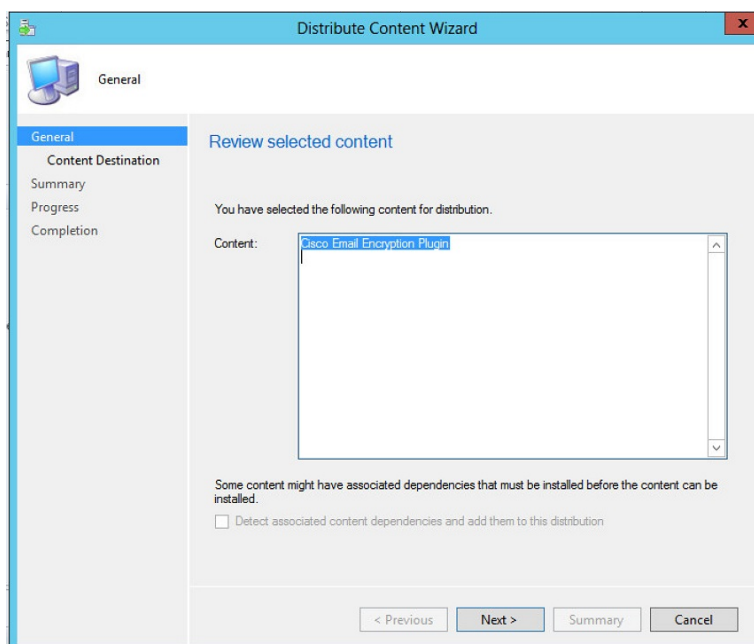 Distribute Content Wizard
x
General
General
Content Destination
Summary
Progress
Completion
Review selected content
You have selected the following content for distribution.
Content:
Cisco Email Encryption Plugin
Some content might have associated dependencies that must be installed before the content can be
installed.
Detect associated content dependencies and add them to this distribution
< Previous
Next >
Summary
Cancel